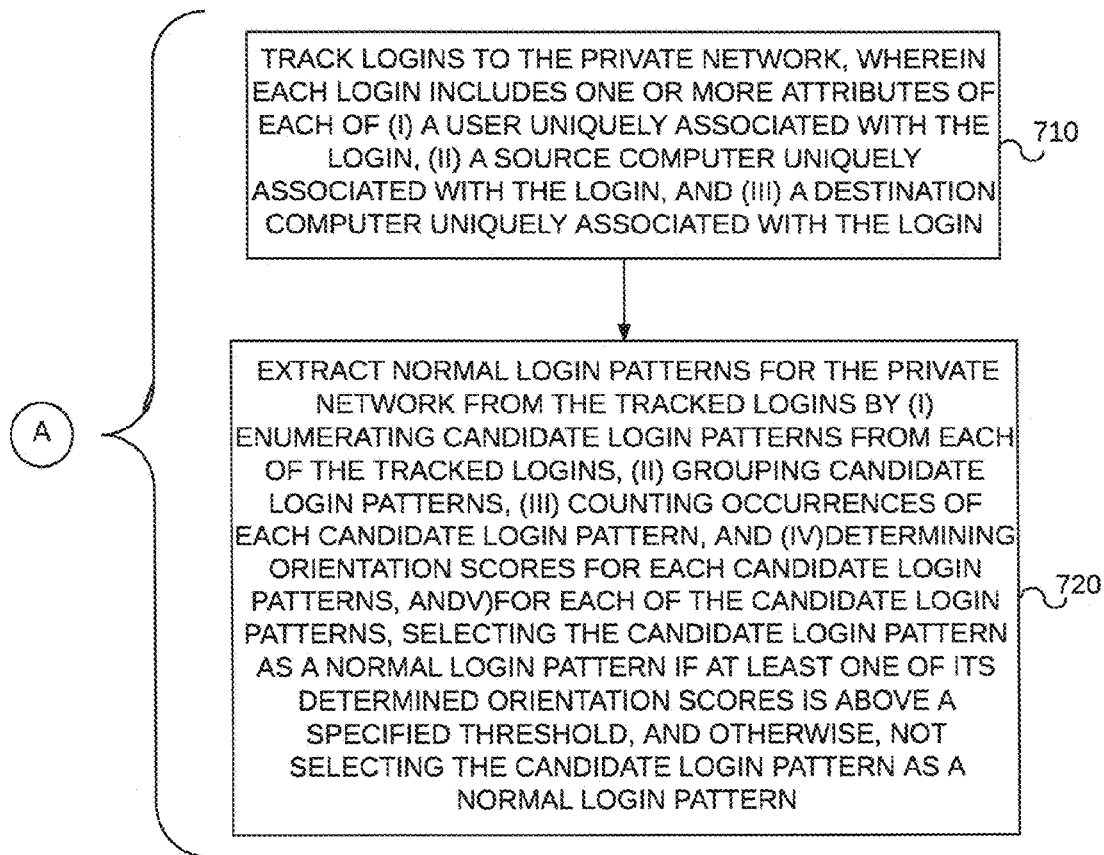 TRACK LOGINS TO THE PRIVATE NETWORK, WHEREIN
EACH LOGIN INCLUDES ONE OR MORE ATTRIBUTES OF
EACH OF (I) A USER UNIQUELY ASSOCIATED WITH THE
LOGIN, (II) A SOURCE COMPUTER UNIQUELY
ASSOCIATED WITH THE LOGIN, AND (III) A DESTINATION
COMPUTER UNIQUELY ASSOCIATED WITH THE LOGIN
710
A
EXTRACT NORMAL LOGIN PATTERNS FOR THE PRIVATE
NETWORK FROM THE TRACKED LOGINS BY (I)
ENUMERATING CANDIDATE LOGIN PATTERNS FROM EACH
OF THE TRACKED LOGINS, (II) GROUPING CANDIDATE
LOGIN PATTERNS, (III) COUNTING OCCURRENCES OF
EACH CANDIDATE LOGIN PATTERN, AND (IV)DETERMINING
ORIENTATION SCORES FOR EACH CANDIDATE LOGIN
PATTERNS, ANDV)FOR EACH OF THE CANDIDATE LOGIN
PATTERNS, SELECTING THE CANDIDATE LOGIN PATTERN
AS A NORMAL LOGIN PATTERN IF AT LEAST ONE OF ITS
DETERMINED ORIENTATION SCORES IS ABOVE A
SPECIFIED THRESHOLD, AND OTHERWISE, NOT
SELECTING THE CANDIDATE LOGIN PATTERN AS A
NORMAL LOGIN PATTERN
720